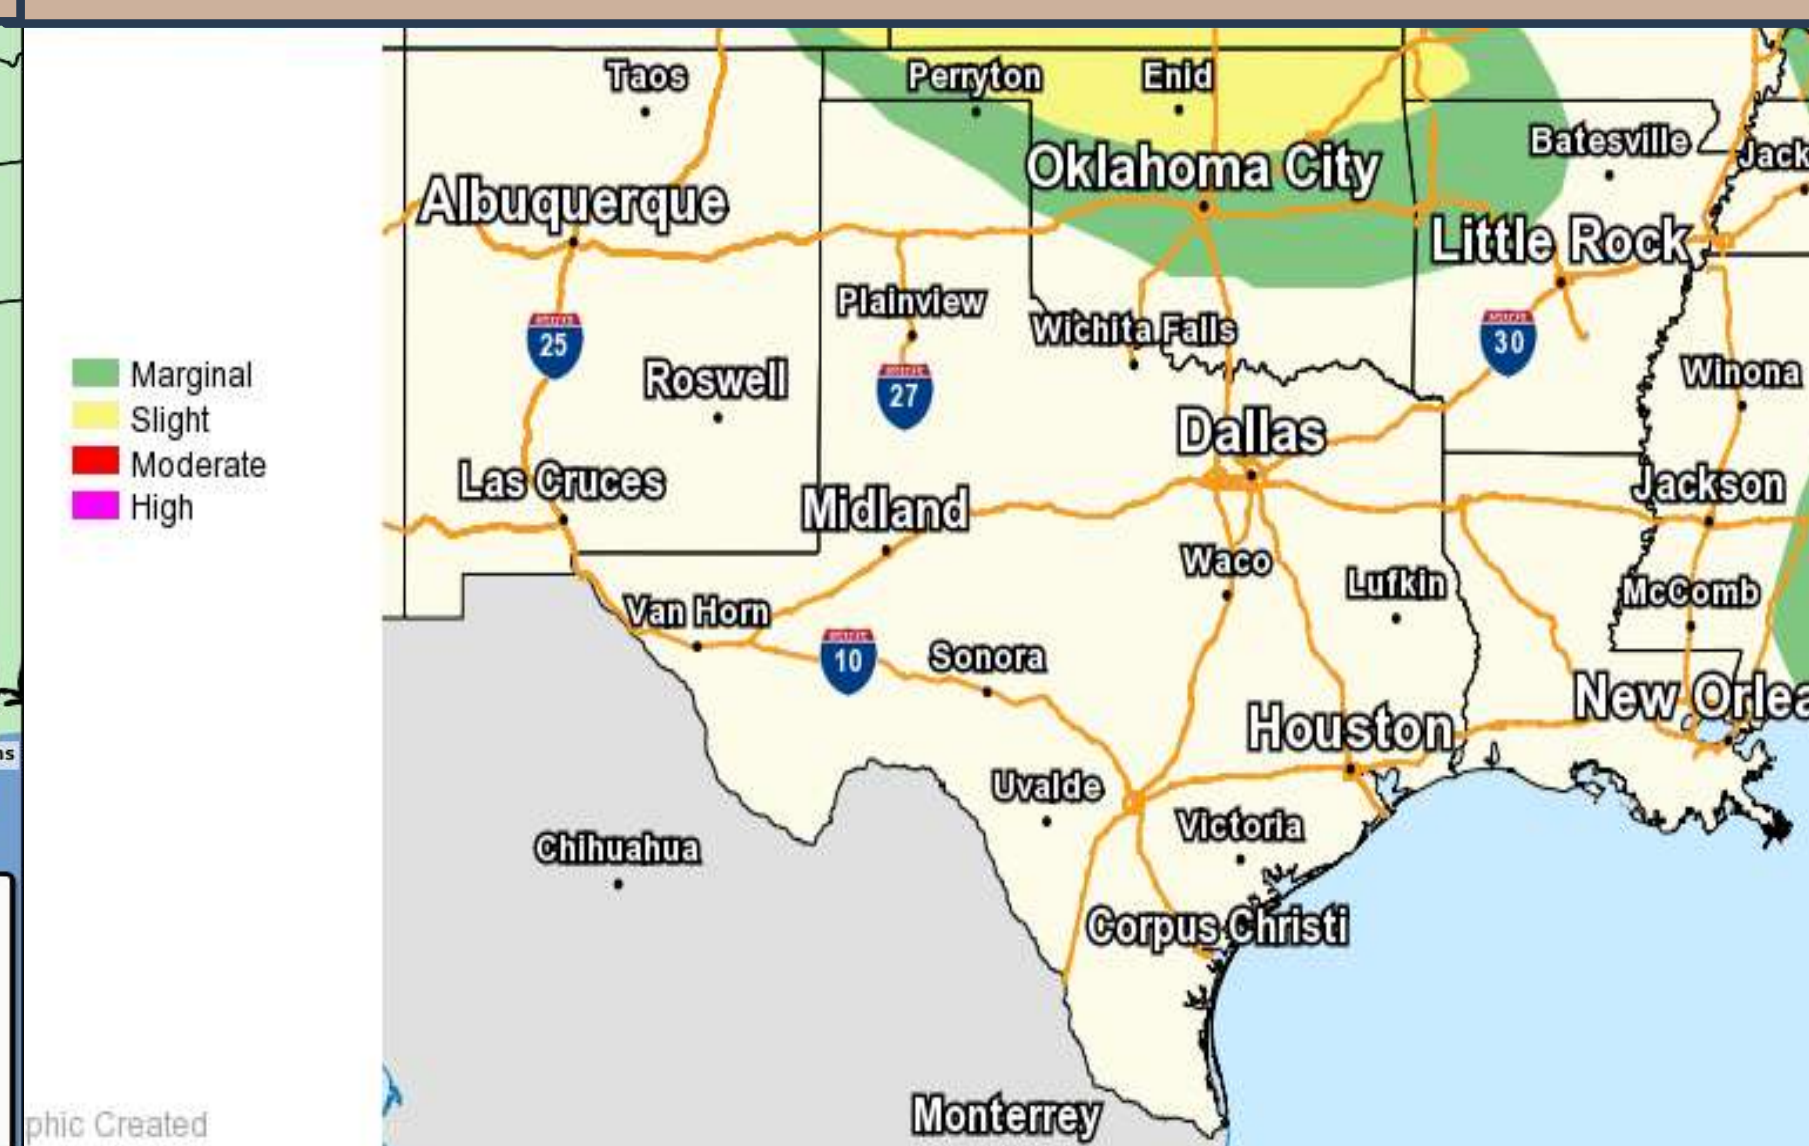 Taos
Perryton
Enid
Batesville
Jack
Oklahoma City
Albuquerque
Little Rock
Plainview
Wichita Falls
25
30
Marginal
Roswell
27
Winona
Slight
Dallas
Moderate
Las Cruces
Jackson
High
Midland
Waco
Lufkin
McComb
Van Horn
10
Sonora
New Orlea
Houston
ns
Uvalde
Victoria
Chihuahua
Corpus Christi
phic Created
Monterrey